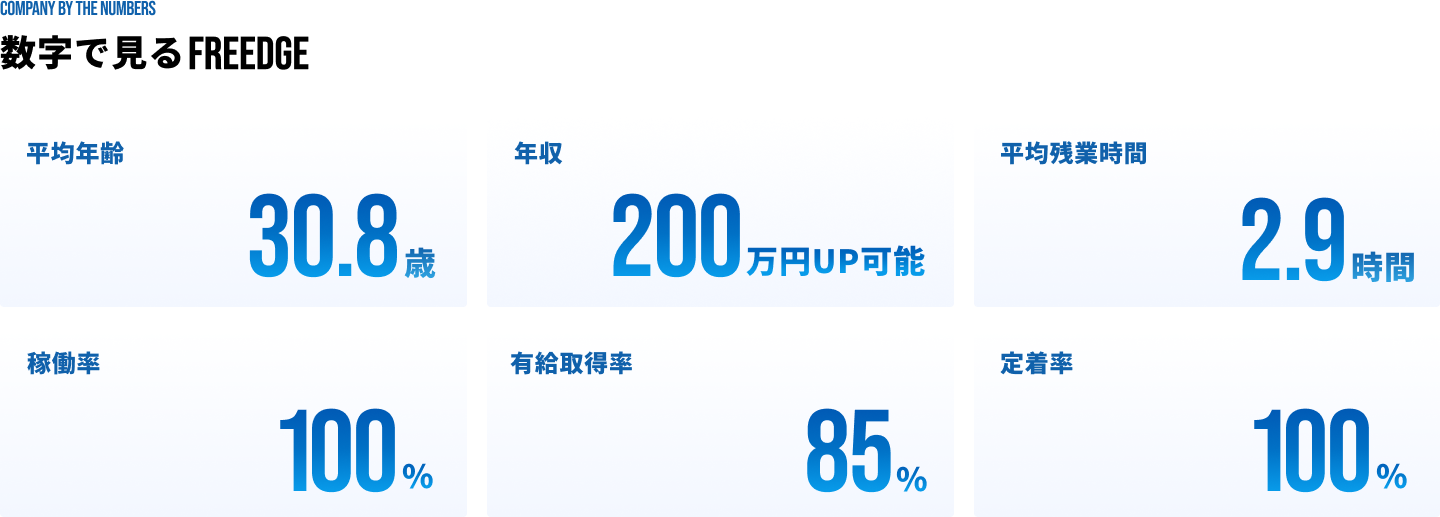 COMPANY BY THE NUMBERS
数字で見るFREEDGE
平均年齢
30.8歳
年収
200万円UP可能
平均残業時間
2.9時間
稼働率
100%
有給取得率
85%
定着率
100%